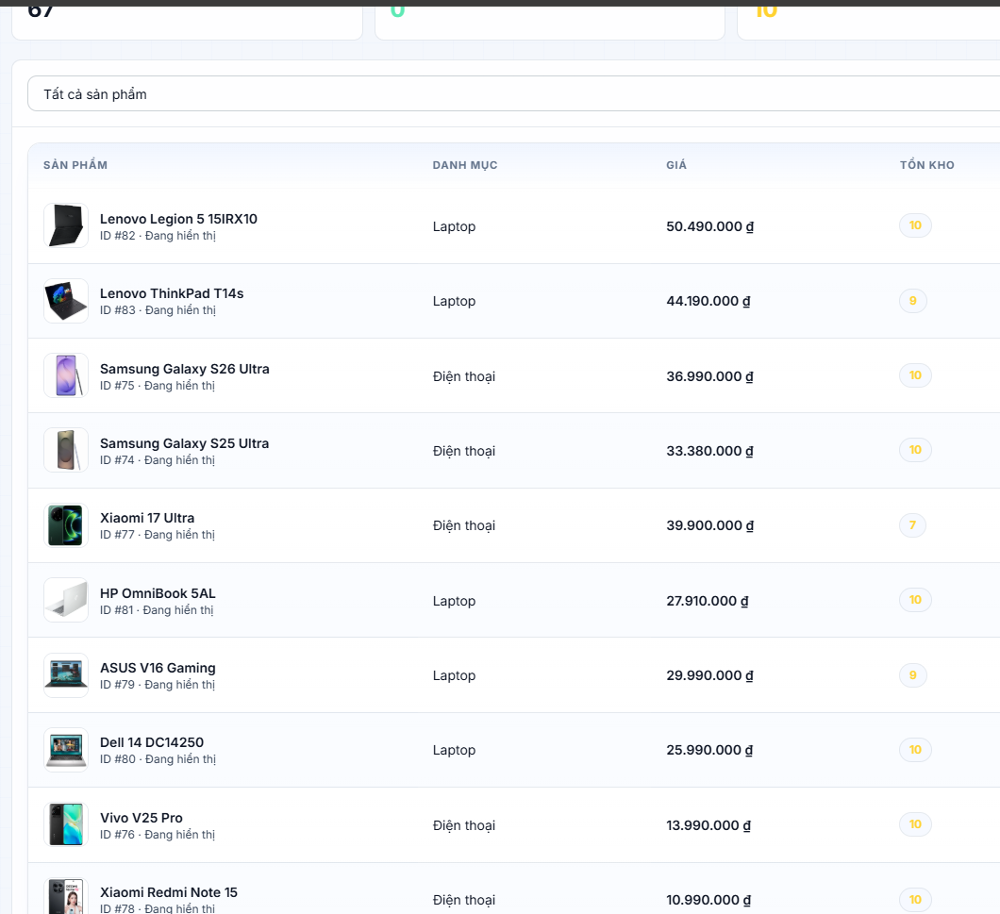 67
0
10
Tất cả sản phẩm
SẢN PHẨM DANH MỤC GIÁ TỒN KHO
Lenovo Legion 5 15IRX10
ID #82 · Đang hiển thị
Laptop
50.490.000 ₫
10
Lenovo ThinkPad T14s
ID #83 · Đang hiển thị
Laptop
44.190.000 ₫
9
Samsung Galaxy S26 Ultra
ID #75 · Đang hiển thị
Điện thoại
36.990.000 ₫
10
Samsung Galaxy S25 Ultra
ID #74 · Đang hiển thị
Điện thoại
33.380.000 ₫
10
Xiaomi 17 Ultra
ID #77 · Đang hiển thị
Điện thoại
39.900.000 ₫
7
HP OmniBook 5AL
ID #81 · Đang hiển thị
Laptop
27.910.000 ₫
10
ASUS V16 Gaming
ID #79 · Đang hiển thị
Laptop
29.990.000 ₫
9
Dell 14 DC14250
ID #80 · Đang hiển thị
Laptop
25.990.000 ₫
10
Vivo V25 Pro
ID #76 · Đang hiển thị
Điện thoại
13.990.000 ₫
10
Xiaomi Redmi Note 15
ID #78 · Đang hiển thị
Điện thoại
10.990.000 ₫
10